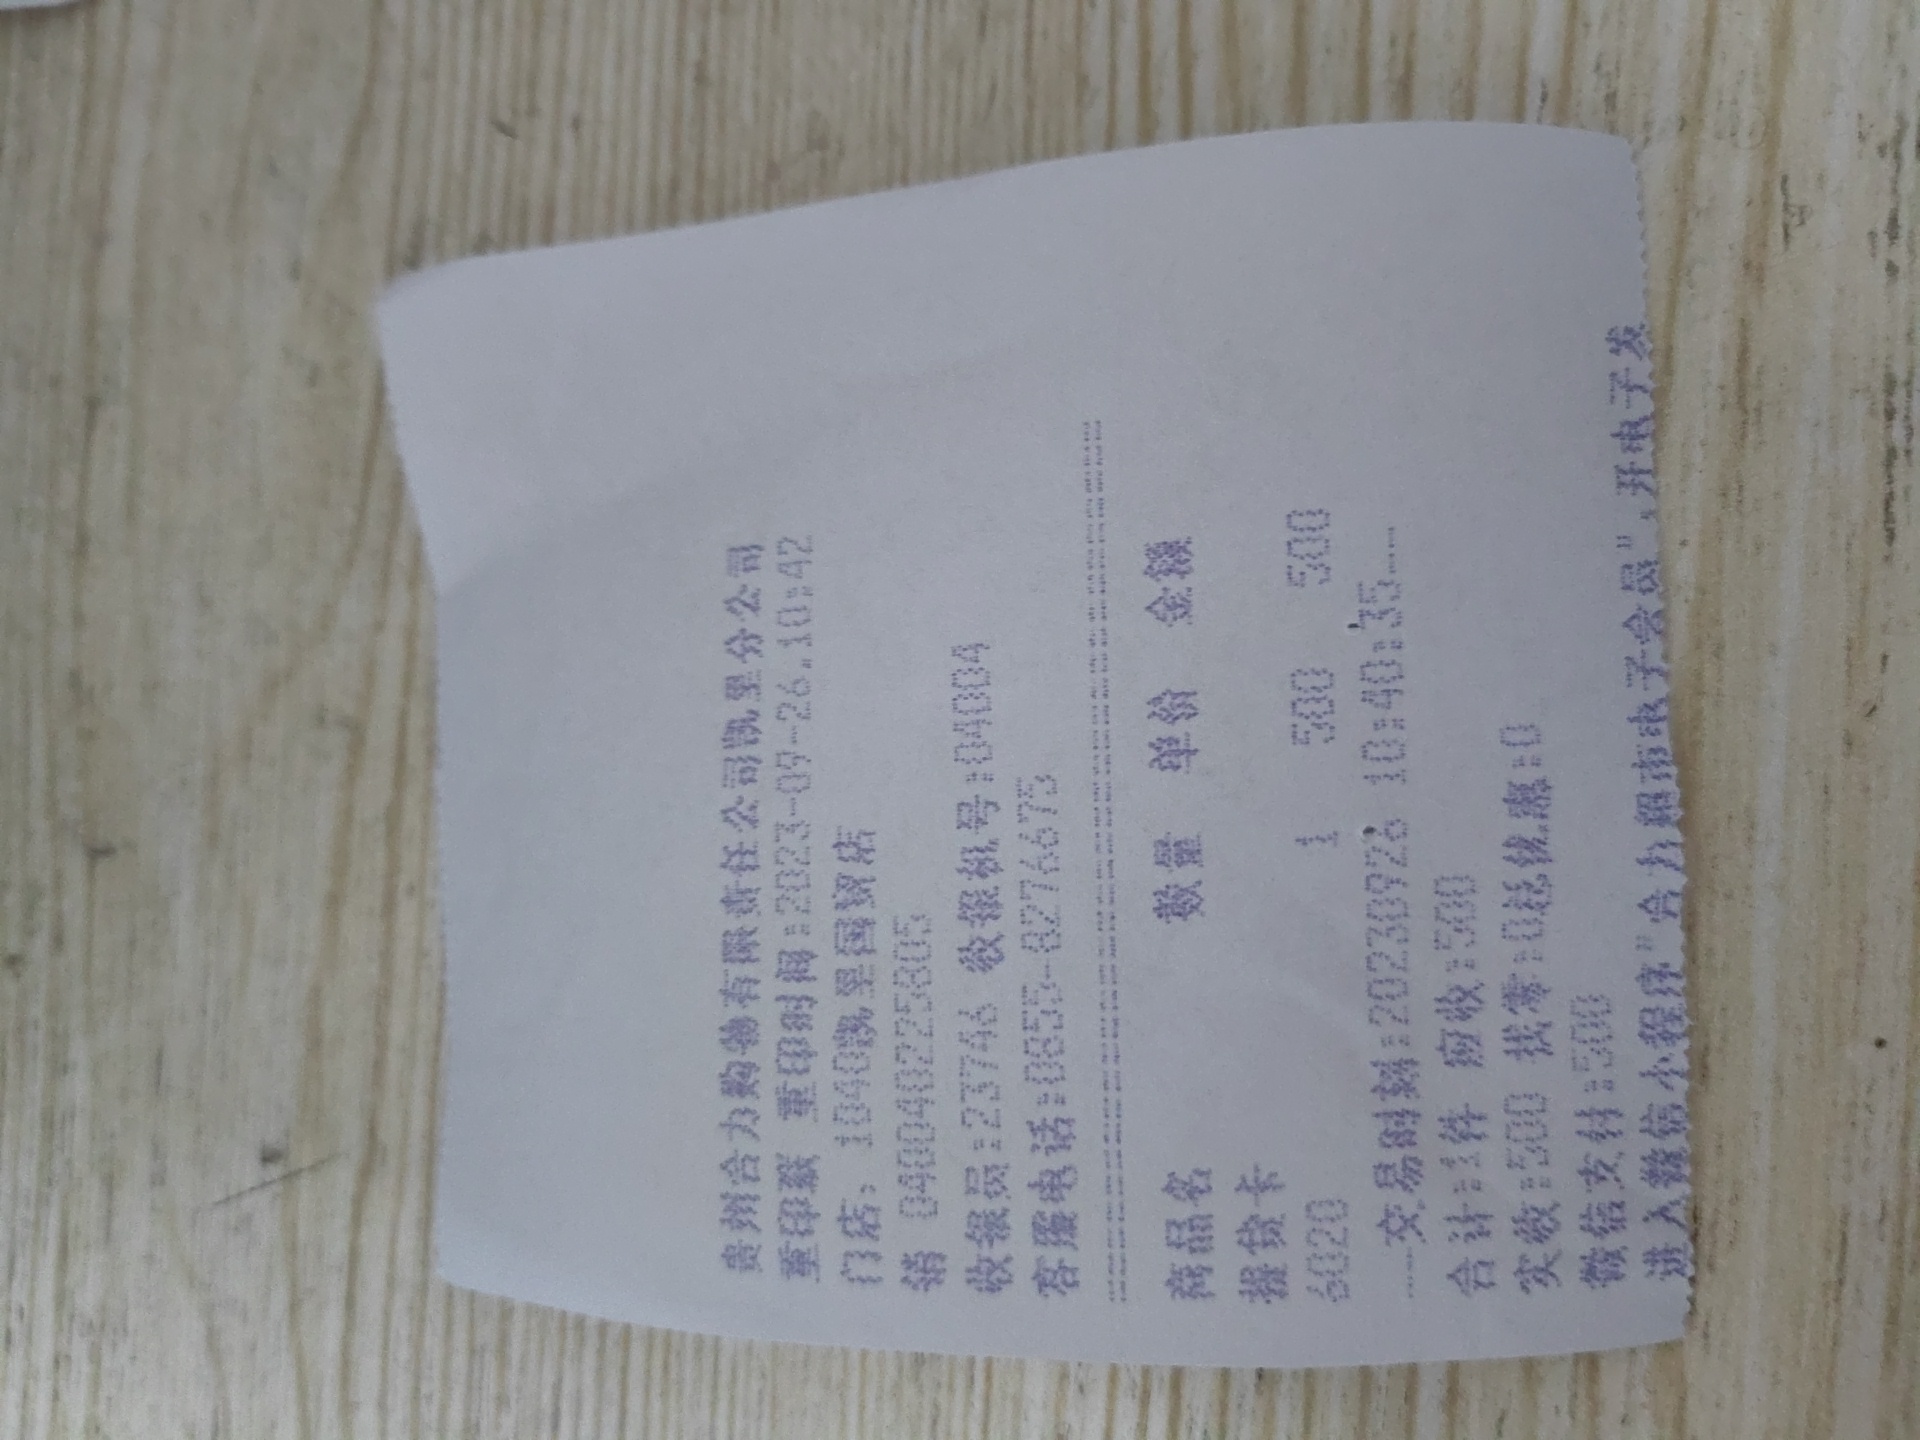 贵州合力购物有限责任公司凯里分公司
重印联 重印时间:2023-09-26.10:42
门店: 1040凯里国贸店
销 040040225805
收银员:23746 收银机号:04004
客服电话:0855-8276675
================================
商品名 数量 单价 金额
提货卡
6020 1 500 500
----交易时刻:20230926 10:40:35----
合计:1件 应收:500
实收:500 找零:0总优惠:0
微信支付:500
进入微信小程序"合力超市电子会员",开电子发